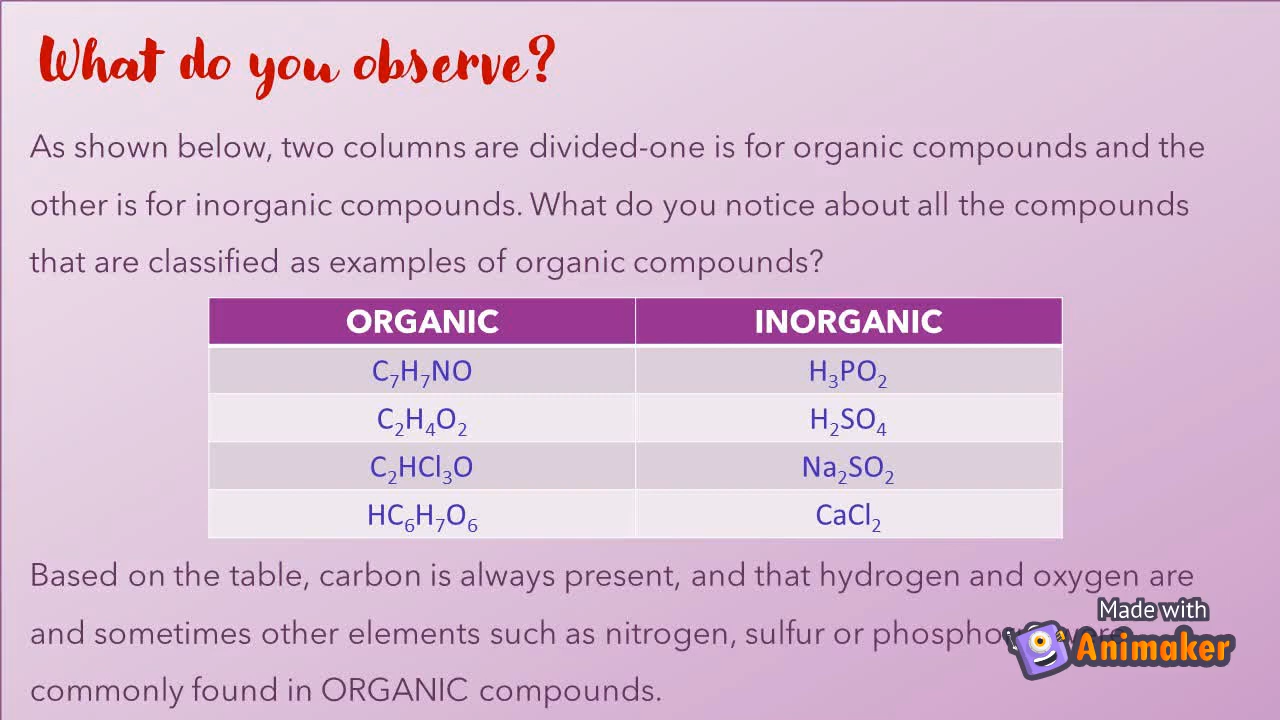 What do you observe?
As shown below, two columns are divided-one is for organic compounds and the
other is for inorganic compounds. What do you notice about all the compounds
that are classified as examples of organic compounds?
ORGANIC INORGANIC
C₇H₇NO H₃PO₂
C₂H₄O₂ H₂SO₄
C₂HCl₃O Na₂SO₂
HC₆H₇O₆ CaCl₂
Based on the table, carbon is always present, and that hydrogen and oxygen are
Made with
and sometimes other elements such as nitrogen, sulfur or
Animaker
commonly found in ORGANIC compounds.